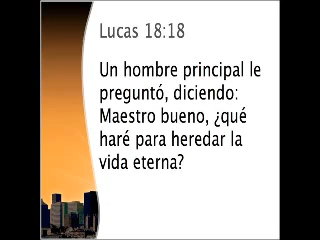 Lucas 18:18
Un hombre principal le
preguntó, diciendo:
Maestro bueno, ¿qué
haré para heredar la
vida eterna?